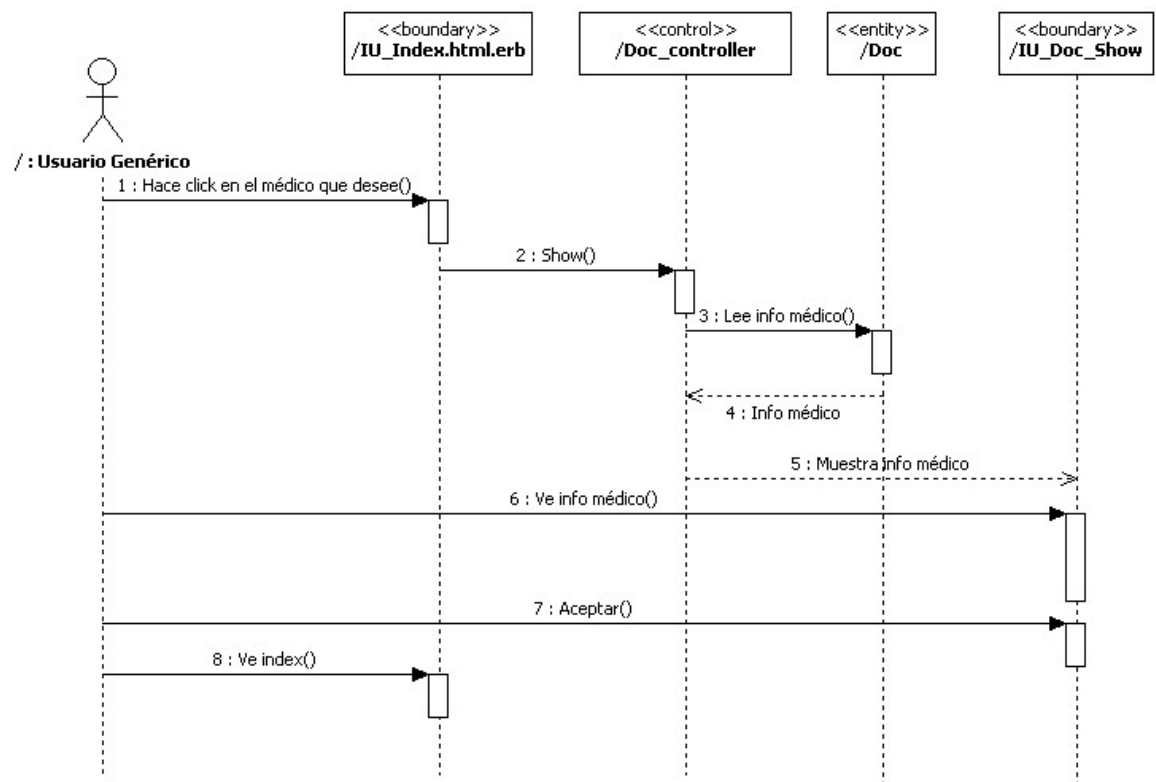 <<boundary>>
/IU_Index.html.erb
<<control>>
/Doc_controller
<<entity>>
/Doc
<<boundary>>
/IU_Doc_Show
/ : Usuario Genérico
1 : Hace click en el médico que desee()
2 : Show()
3 : Lee info médico()
4 : Info médico
5 : Muestra info médico
6 : Ve info médico()
7 : Aceptar()
8 : Ve index()